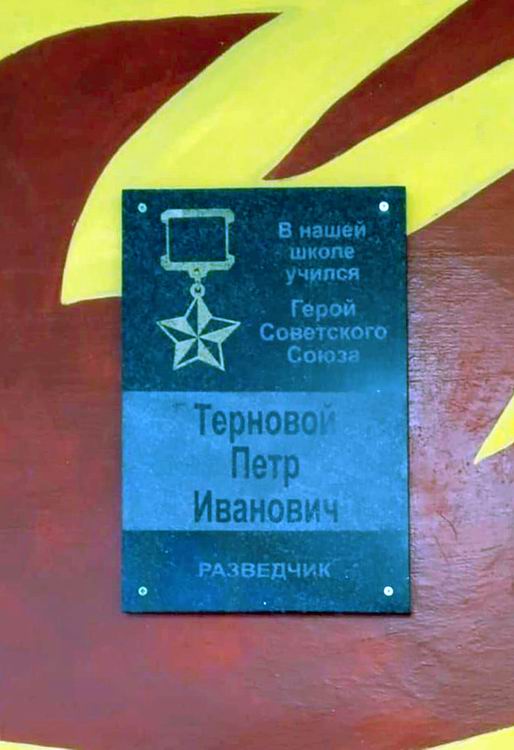 В нашей
школе
учился
Герой
Советского
Союза
Терновой
Петр
Иванович
РАЗВЕДЧИК